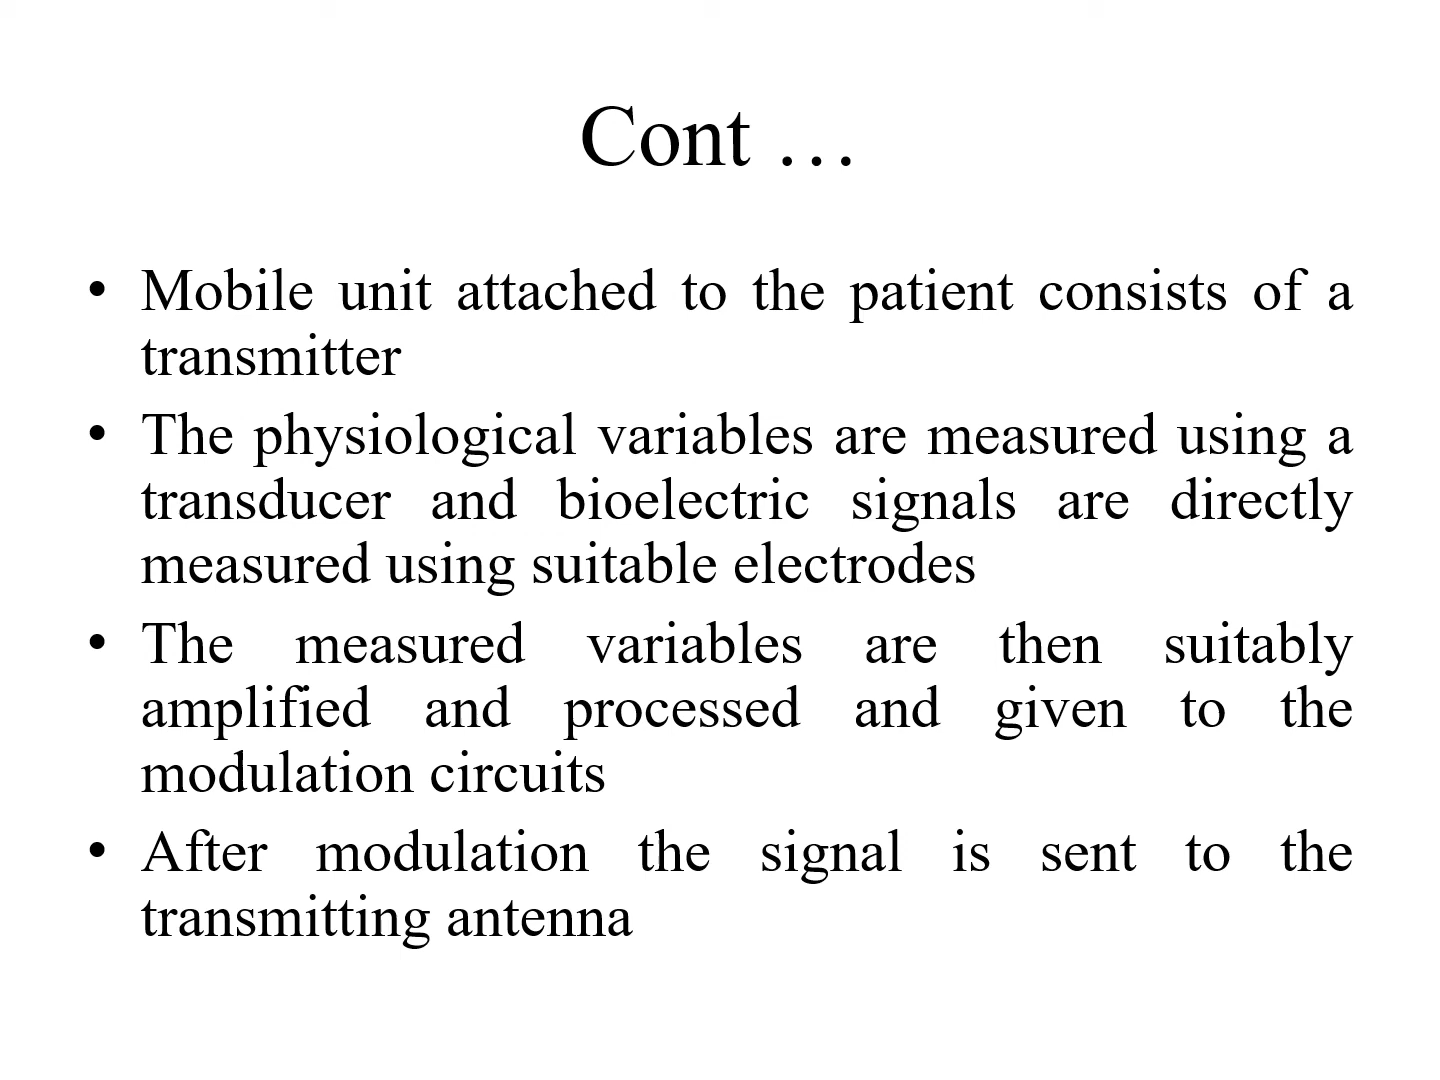 Cont …
• Mobile unit attached to the patient consists of a
transmitter
• The physiological variables are measured using a
transducer and bioelectric signals are directly
measured using suitable electrodes
• The measured variables are then suitably
amplified and processed and given to the
modulation circuits
• After modulation the signal is sent to the
transmitting antenna